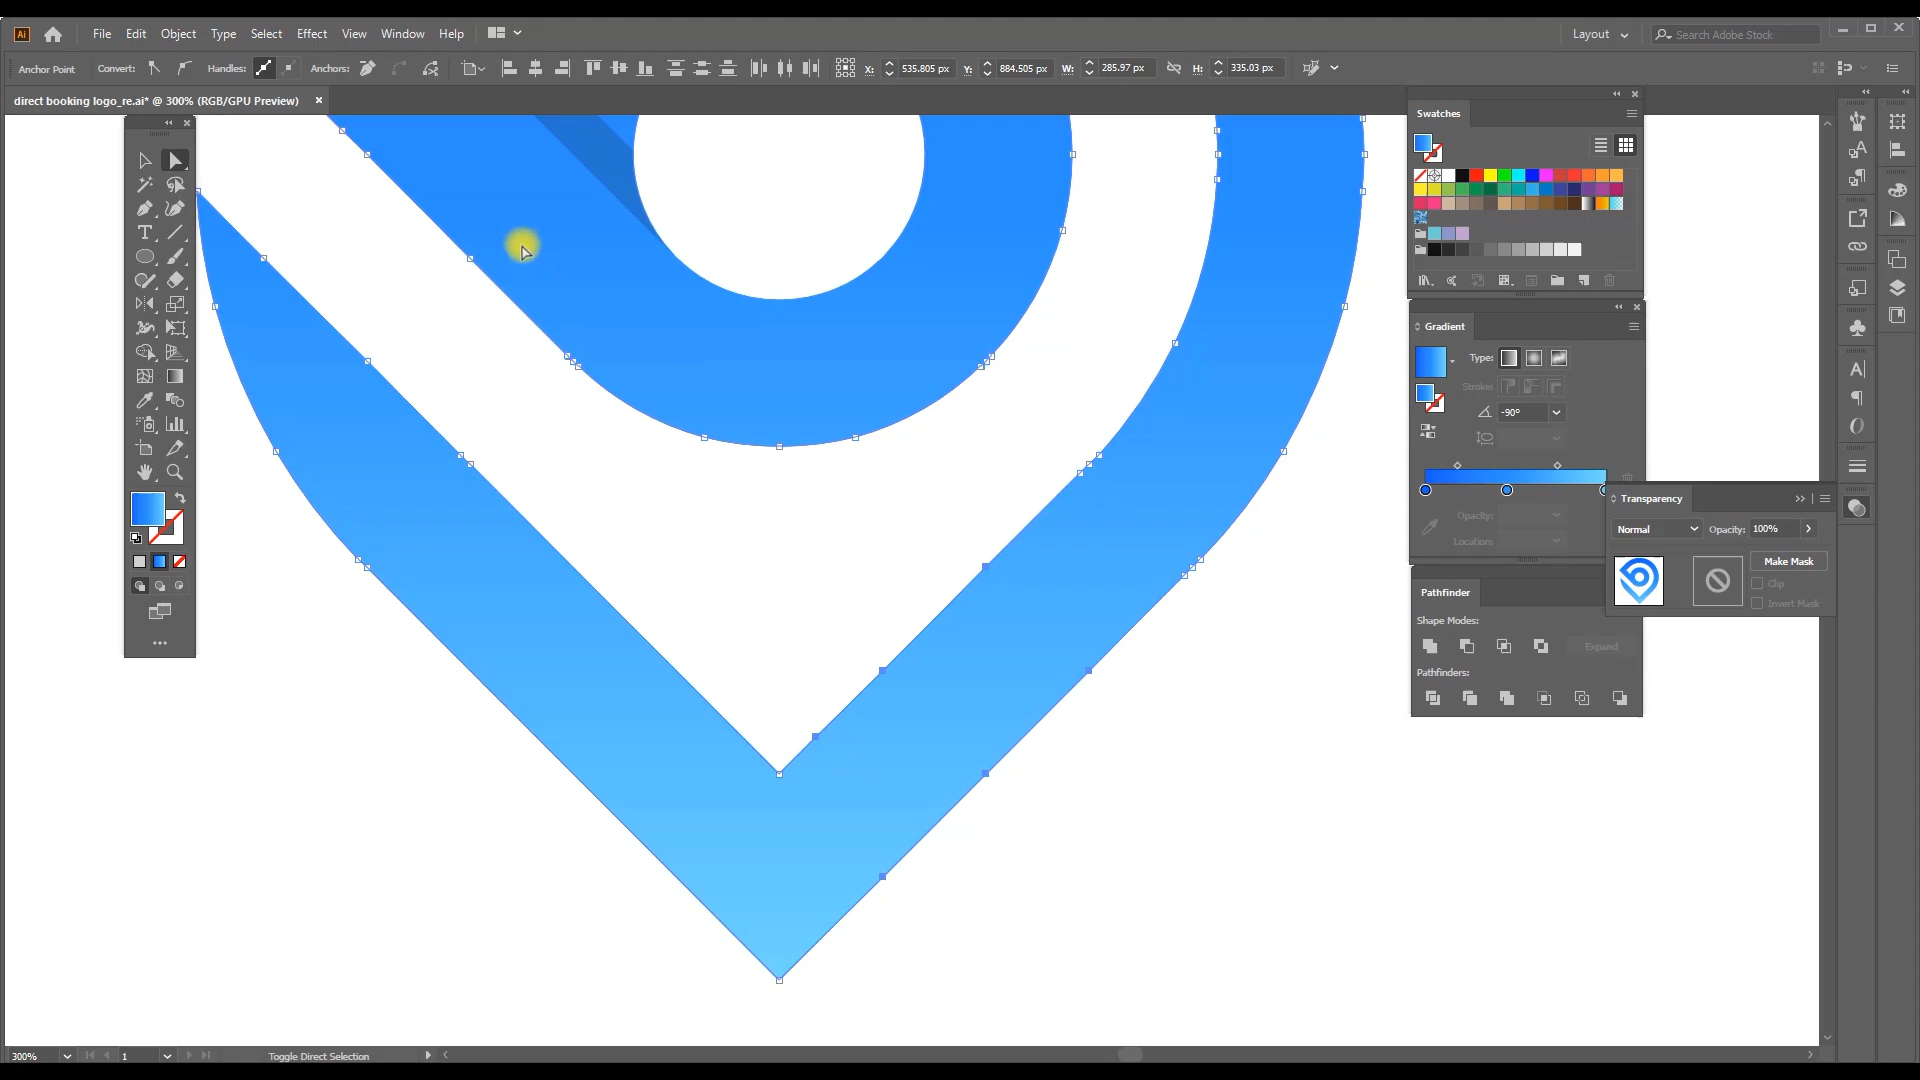 Ai File Edit Object Type Select Effect View Window Help Layout Search Adobe Stock
Anchor Point Convert: Handles: Anchors: X: 535.805 px Y: 884.505 px W: 285.97 px H: 335.03 px
direct booking logo_re.ai* @ 300% (RGB/GPU Preview) ×
Swatches
Gradient
Type:
Stroke:
-90°
Opacity:
Location:
Transparency
Normal Opacity: 100%
Make Mask
Clip
Invert Mask
Pathfinder
Shape Modes:
Expand
Pathfinders:
300% 1 Toggle Direct Selection